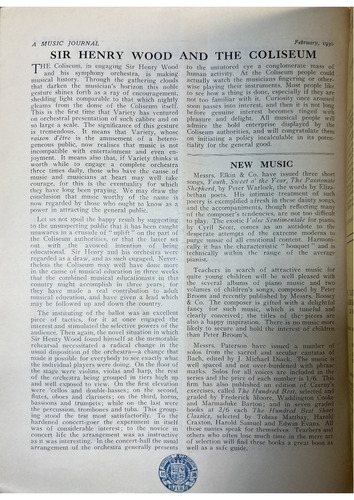 A MUSIC JOURNAL
February, 1930
SIR HENRY WOOD AND THE COLISEUM
THE Coliseum, in engaging Sir Henry Wood
and his symphony orchestra, is making
musical history. Through the gathering clouds
that darken the musician's horizon this noble
gesture shines forth as a ray of encouragement,
shedding light comparable to that which nightly
gleams from the dome of the Coliseum itself.
This is the first time that Variety has ventured
on orchestral presentation of such calibre and on
so large a scale. The significance of this gesture
is tremendous. It means that Variety, whose
raison d'être is the amusement of a hetero-
geneous public, now realises that music is not
incompatible with entertainment and even en-
joyment. It means also, that if Variety thinks it
worth while to engage a complete orchestra
three times daily, those who have the cause of
music and musicians at heart may well take
courage, for this is the eventuality for which
they have long been praying. We may draw the
conclusion that music worthy of the name is
now regarded by those who ought to know as a
power in attracting the general public.
Let us not spoil the happy result by suggesting
to the unsuspecting public that it has been caught
unawares in a crusade of "uplift" on the part of
the Coliseum authorities, or that the latter set
out with the avowed intention of being
educational. Sir Henry and his orchestra were
regarded as a draw, and as such engaged. Never-
theless the Coliseum may well have done more
in the cause of musical education in three weeks
than the combined musical educationists in this
country might accomplish in three years; for
they have made a real contribution to adult
musical education, and have given a lead which
may be followed up and down the country.
The instituting of the ballot was an excellent
piece of tactics, for it at once engaged the
interest and stimulated the selective powers of the
audience. Then again, the novel situation in which
Sir Henry Wood found himself at the memorable
rehearsal necessitated a radical change in the
usual disposition of the orchestra—a change that
made it possible for everybody to see exactly what
the individual players were doing. On the floor of
the stage were violins, violas and harp, the rest
of the orchestra being perched on a high up
and well exposed to view. On the first elevation
were 'cellos and double-basses; on the second,
flutes, oboes and clarinets; on the third, horns,
bassoons and trumpets; while on the last were
the percussion, trombones and tuba. This group-
ing stood the test most satisfactorily. To the
hardened concert-goer the experiment in itself
was of considerable interest; to the novice in
concert life the arrangement was as instructive
as it was interesting. In the concert-hall the usual
arrangement of the orchestra generally presents
to the untutored eye a conglomerate mass of
human activity. At the Coliseum people could
actually watch the musicians fingering or other-
wise playing their instruments. Most people like
to see how a thing is done, especially if they are
not too familiar with it. Curiosity once aroused
soon passes into interest, and then it is not long
before genuine interest becomes tinged with
pleasure and delight. All musical people will
admire the bold enterprise displayed by the
Coliseum authorities, and will congratulate them
on initiating a policy incalculable in its poten-
tiality for the general good.
NEW MUSIC
Messrs. Elkin & Co. have issued three short
songs, Fourth, Sweet o' the Year, The Passionate
Shepherd, by Peter Warlock, the words by Eliza-
bethan poets. His intimate treatment of such
poetry is exemplified afresh in these dainty songs,
and the accompaniments, though reflecting many
of the composer's tendencies, are not too difficult
to play. The exotic Valse Sentimentale for piano,
by Cyril Scott, comes as an antidote to the
desperate attempts of the extreme moderns to
purge music of all emotional content. Harmoni-
cally it has the characteristic "bouquet" and is
technically within the range of the average
pianist.
Teachers in search of attractive music for
quite young children will be well pleased with
the several albums of piano music and two
volumes of children's songs, composed by Peter
Broom and recently published by Messrs. Boosey
& Co. The composer is gifted with a delightful
fancy for such music, which is tuneful and
clearly conceived; the titles of the pieces are
also a happy inspiration. There is no music more
likely to capture and hold the interest of children
than Peter Broom's.
Messrs. Paterson have issued a number of
solos from the sacred and secular cantatas of
Bach, edited by J. Michael Diack. The music is
well spaced and not over-burdened with phrase
marks. Solos for all voices are included in the
series and the price of each number is 1/6. This
firm has also published an edition of Czerny's
exercises, called The Hundred Best, selected and
graded by Frederick Moore, Waddington Cooke
and Marmaduke Barton; and in seven graded
books at 2/6 each The Hundred Best Short
Classics, selected by Tobias Matthay, Harold
Craxton, Harold Samuel and Edwin Evans. All
these names speak for themselves. Teachers and
others who often lose much time in the mere act
of selection will find these books a great boon as
well as a safe guide.